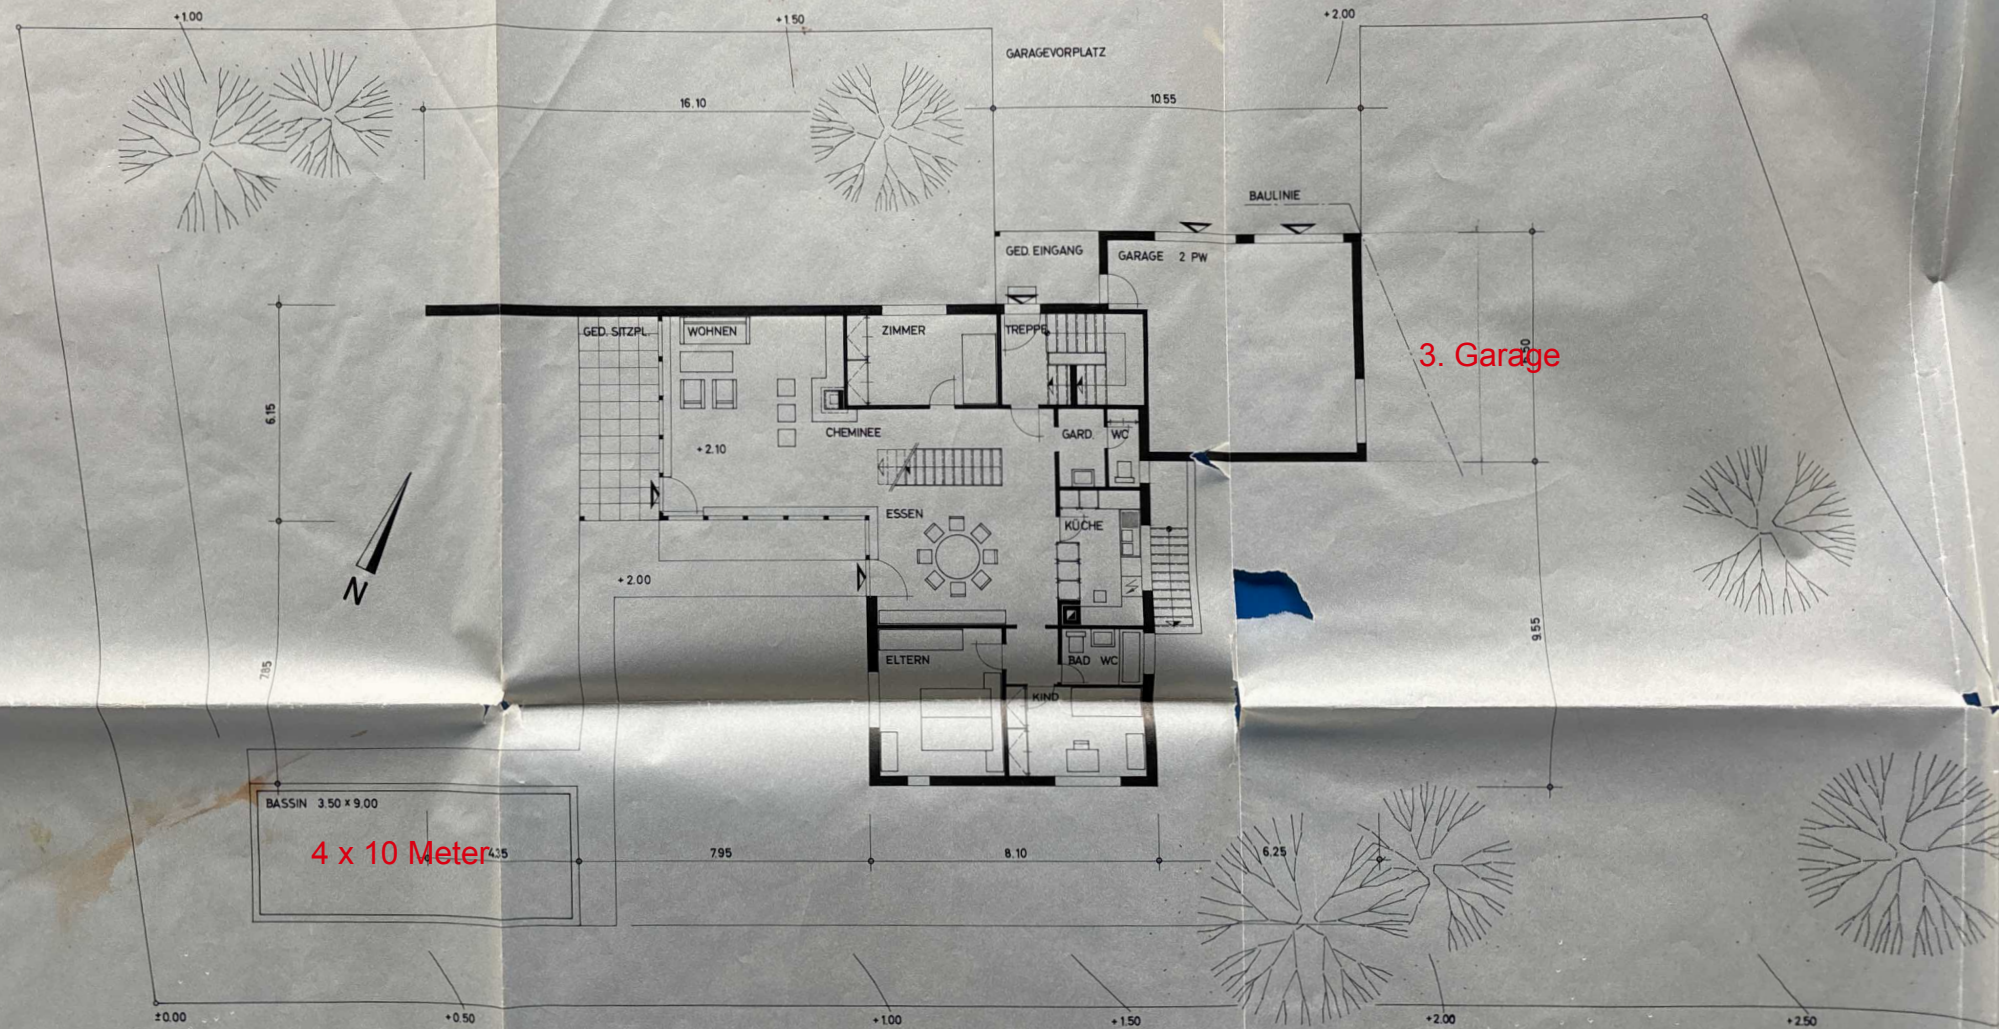 +1.00
+1.50
+2.00
GARAGEVORPLATZ
16.10
10.55
BAULINIE
GED. EINGANG
GARAGE 2 PW
GED. SITZPL.
WOHNEN
ZIMMER
TREPPE
3. Garage
6.15
CHEMINEE
GARD.
WC
+2.10
ESSEN
KÜCHE
N
+2.00
9.55
7.85
ELTERN
BAD WC
KIND
BASSIN 3.50 x 9.00
4 x 10 Meter
7.95
8.10
6.25
±0.00
+0.50
+1.00
+1.50
+2.00
+2.50